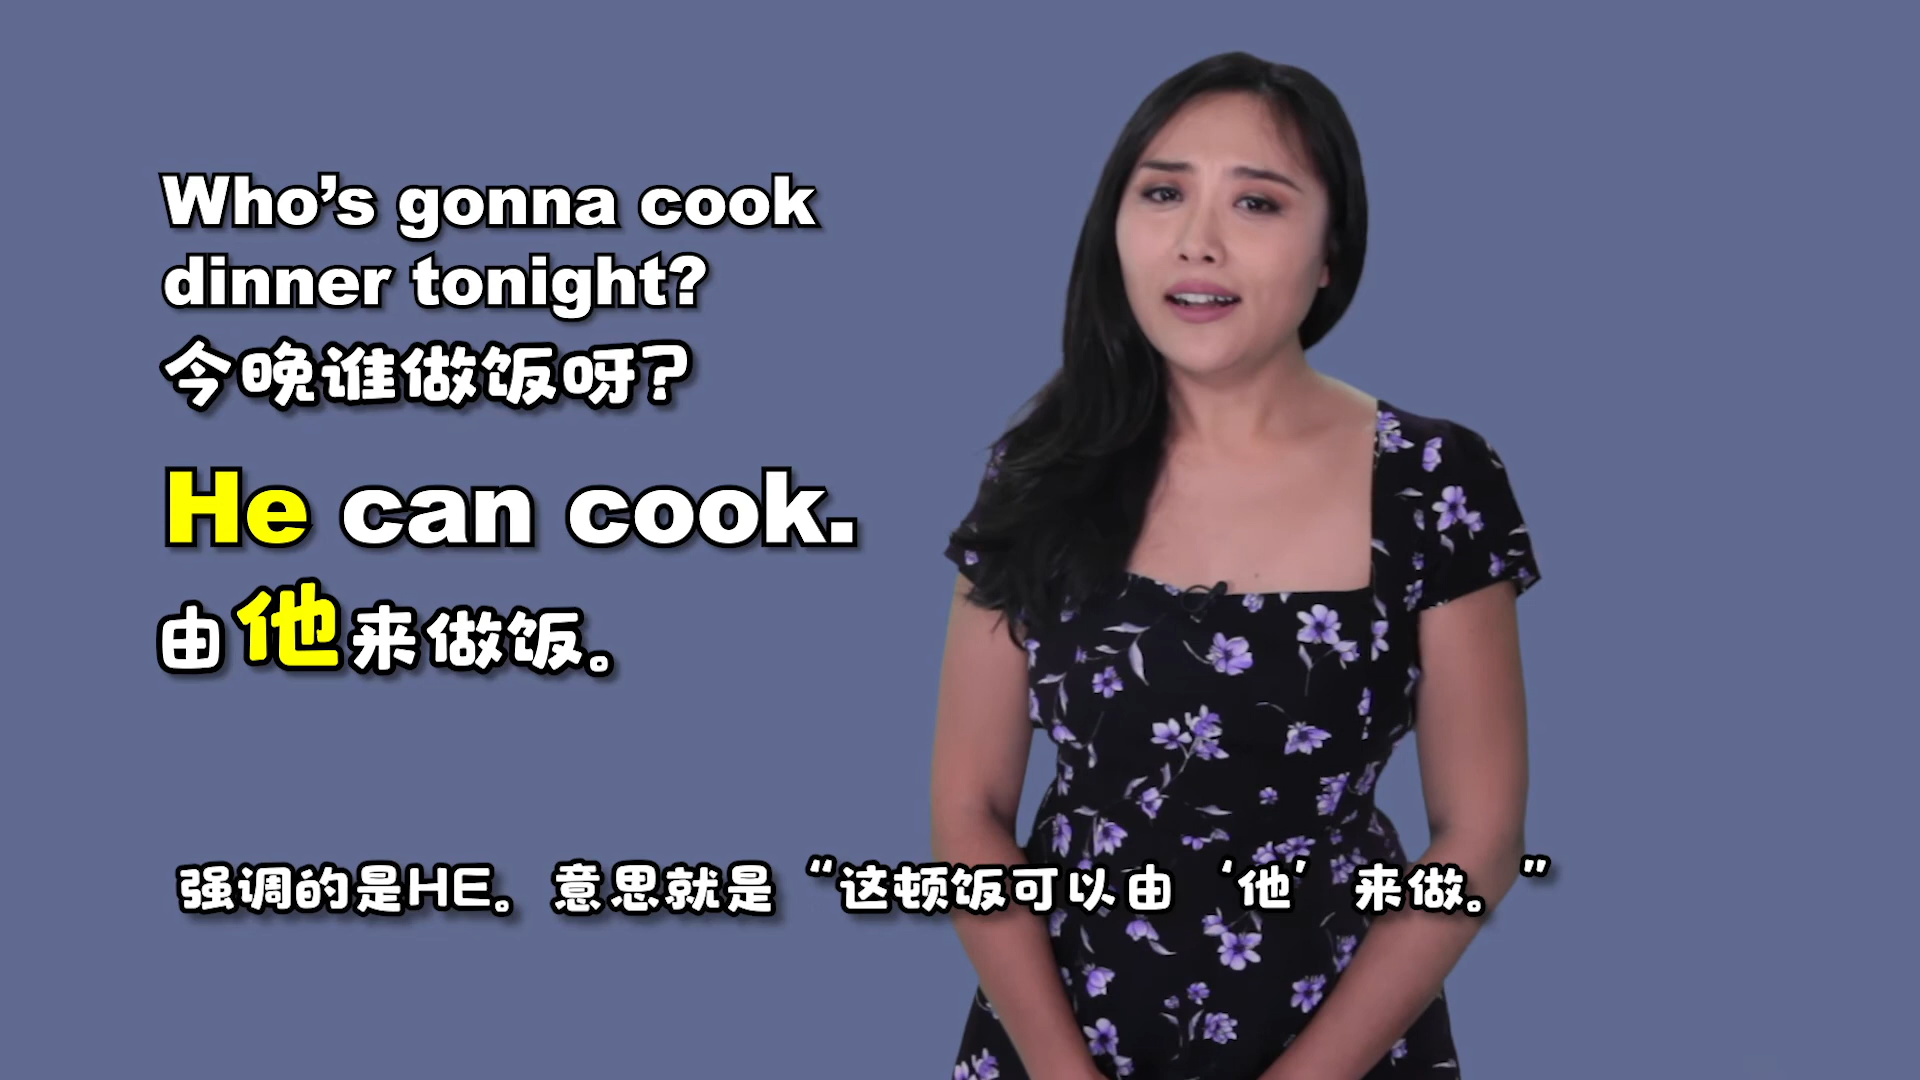 Who’s gonna cook
dinner tonight?
今晚谁做饭呀?
He can cook.
由他来做饭。
强调的是HE。意思就是“这顿饭可以由‘他’来做。”